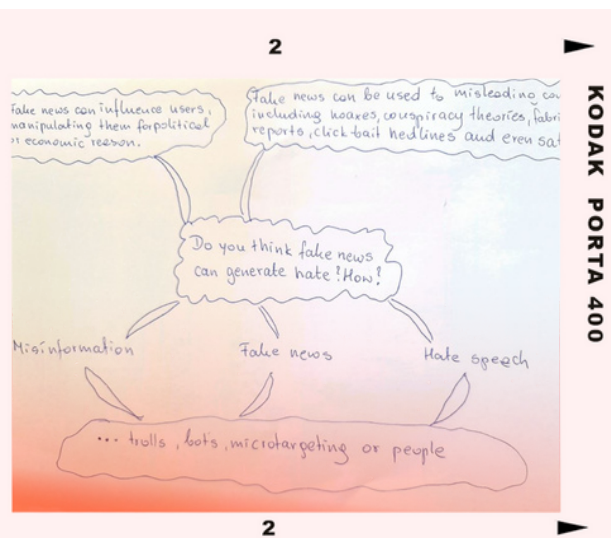 2
Fake news can influence users,
manipulating them for political
or economic reason.
Fake news can be used to misleading
including hoaxes, conspiracy theories,
reports, click-bait hedlines and even
Do you think fake news
can generate hate? How?
Misinformation
Fake news
Hate speech
... trolls, bots, microtargeting or people
2
KODAK PORTA 400